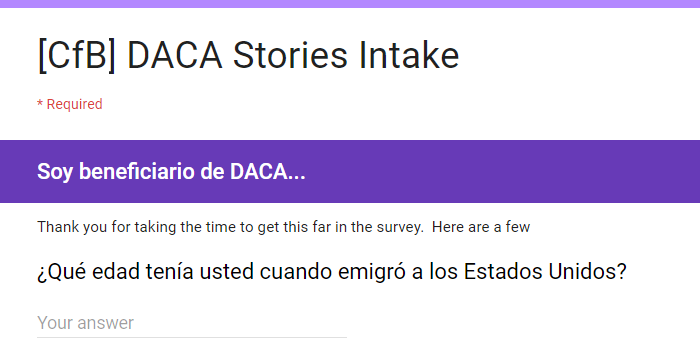 [CfB] DACA Stories Intake
* Required
Soy beneficiario de DACA...
Thank you for taking the time to get this far in the survey.  Here are a few
¿Qué edad tenía usted cuando emigró a los Estados Unidos?
Your answer